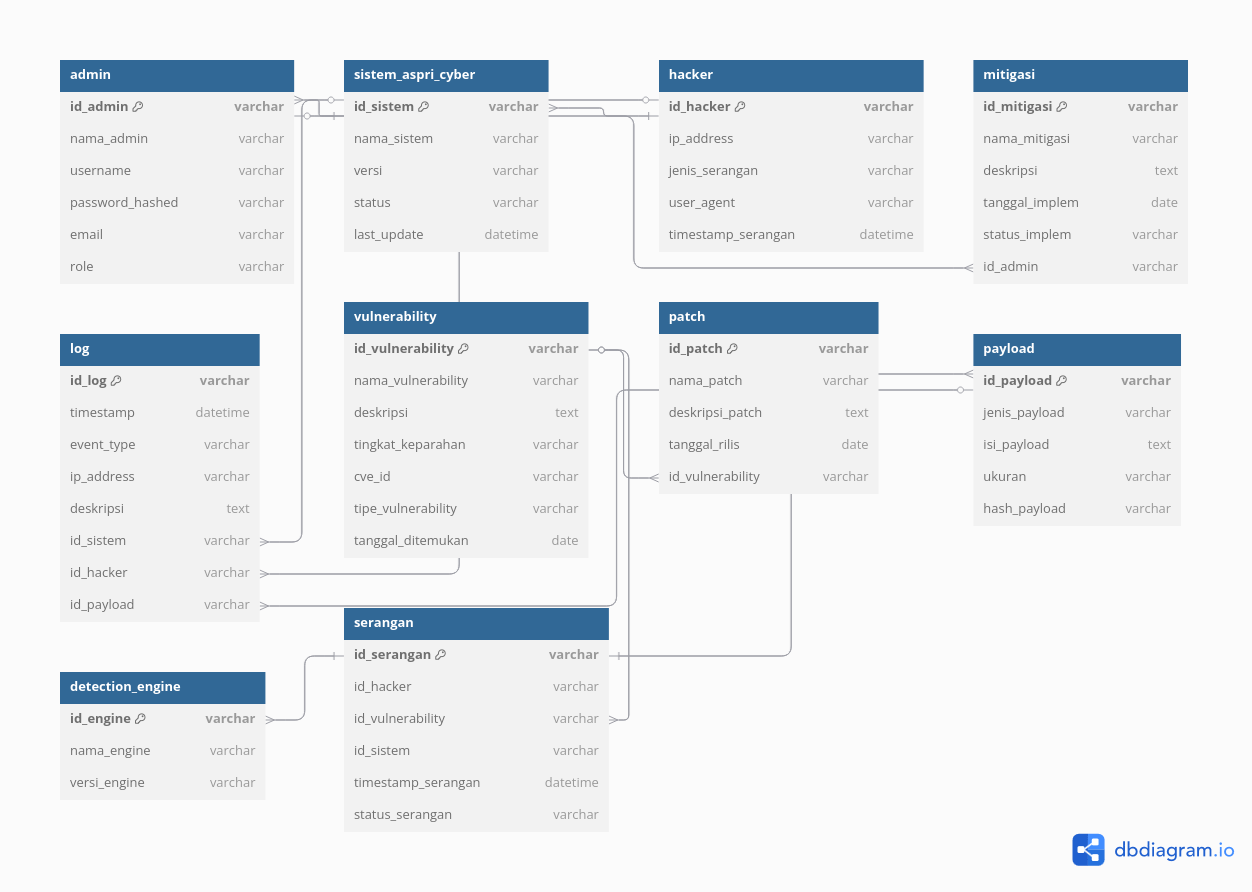 admin
id_admin varchar
nama_admin varchar
username varchar
password_hashed varchar
email varchar
role varchar
sistem_aspri_cyber
id_sistem varchar
nama_sistem varchar
versi varchar
status varchar
last_update datetime
hacker
id_hacker varchar
ip_address varchar
jenis_serangan varchar
user_agent varchar
timestamp_serangan datetime
mitigasi
id_mitigasi varchar
nama_mitigasi varchar
deskripsi text
tanggal_implem date
status_implem varchar
id_admin varchar
log
id_log varchar
timestamp datetime
event_type varchar
ip_address varchar
deskripsi text
id_sistem varchar
id_hacker varchar
id_payload varchar
vulnerability
id_vulnerability varchar
nama_vulnerability varchar
deskripsi text
tingkat_keparahan varchar
cve_id varchar
tipe_vulnerability varchar
tanggal_ditemukan date
patch
id_patch varchar
nama_patch varchar
deskripsi_patch text
tanggal_rilis date
id_vulnerability varchar
payload
id_payload varchar
jenis_payload varchar
isi_payload text
ukuran varchar
hash_payload varchar
detection_engine
id_engine varchar
nama_engine varchar
versi_engine varchar
serangan
id_serangan varchar
id_hacker varchar
id_vulnerability varchar
id_sistem varchar
timestamp_serangan datetime
status_serangan varchar
dbdiagram.io